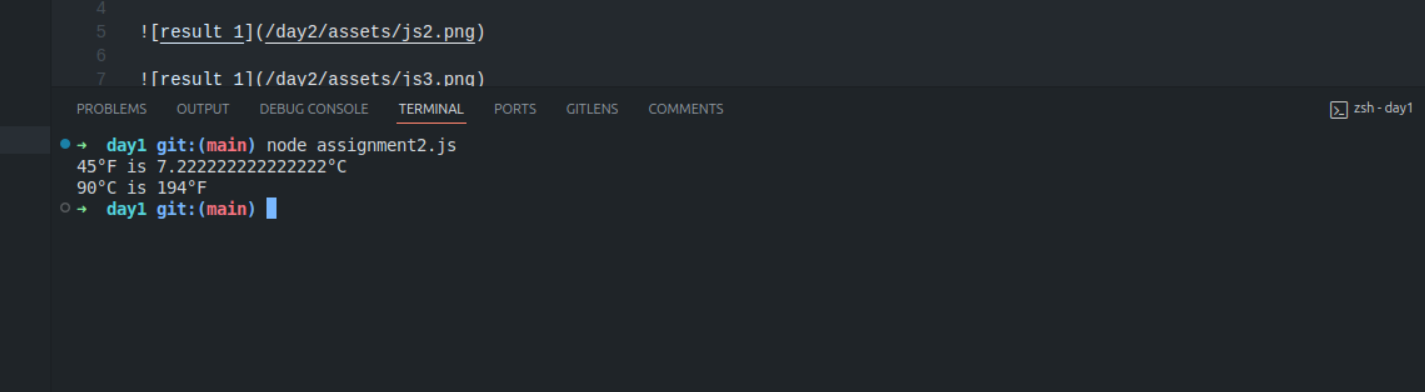 4
5 ![result 1](/day2/assets/js2.png)
6
7 ![result 1](/day2/assets/js3.png)
PROBLEMS OUTPUT DEBUG CONSOLE TERMINAL PORTS GITLENS COMMENTS zsh - day1
➜ day1 git:(main) node assignment2.js
45°F is 7.222222222222222°C
90°C is 194°F
➜ day1 git:(main)